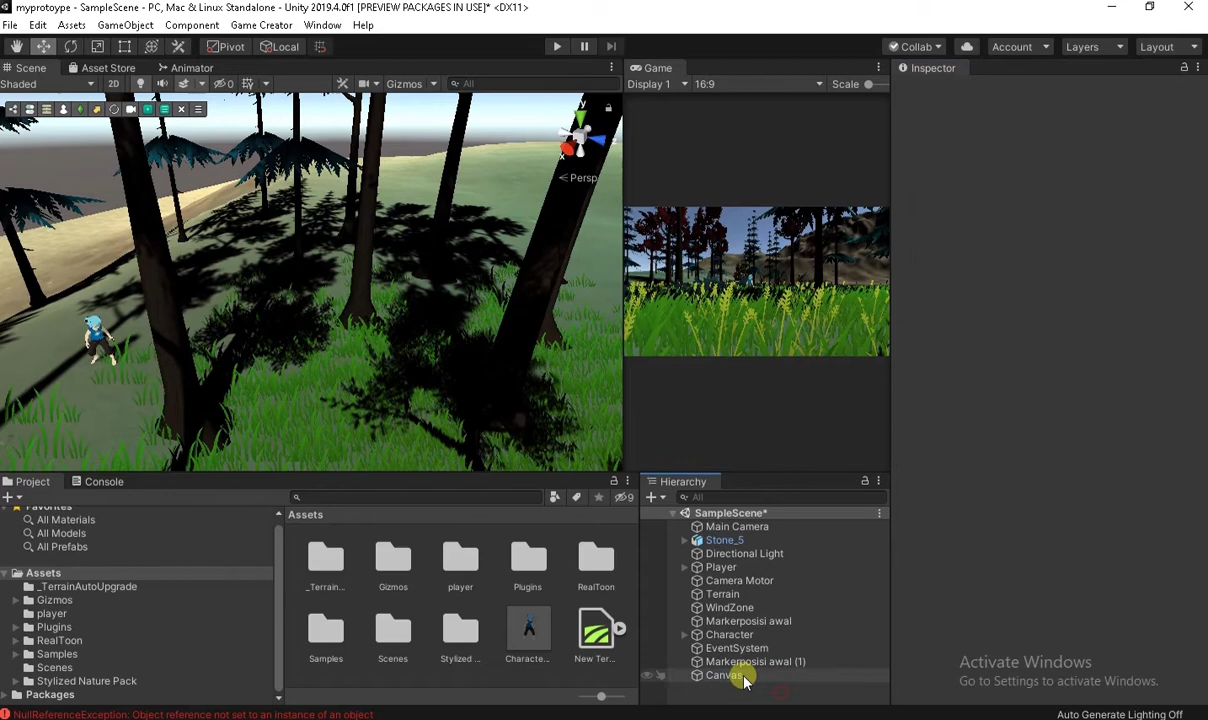 myprotoype - SampleScene - PC, Mac & Linux Standalone - Unity 2019.4.0f1 [PREVIEW PACKAGES IN USE]* <DX11>
File Edit Assets GameObject Component Game Creator Window Help
Pivot Local Collab Account Layers Layout
Scene Asset Store Animator Game Inspector
Shaded 2D 0 Gizmos All Display 1 16:9 Scale
y
x
Persp
Project Console Hierarchy
9 All
Favorites
All Materials
All Models
All Prefabs
Assets
_TerrainAutoUpgrade
Gizmos
player
Plugins
RealToon
Samples
Scenes
Stylized Nature Pack
Packages
Assets
_Terrain... Gizmos player Plugins RealToon
Samples Scenes Stylized ... Characte... New Ter...
SampleScene*
Main Camera
Stone_5
Directional Light
Player
Camera Motor
Terrain
WindZone
Markerposisi awal
Character
EventSystem
Markerposisi awal (1)
Canvas
Activate Windows
Go to Settings to activate Windows.
NullReferenceException: Object reference not set to an instance of an object
Auto Generate Lighting Off